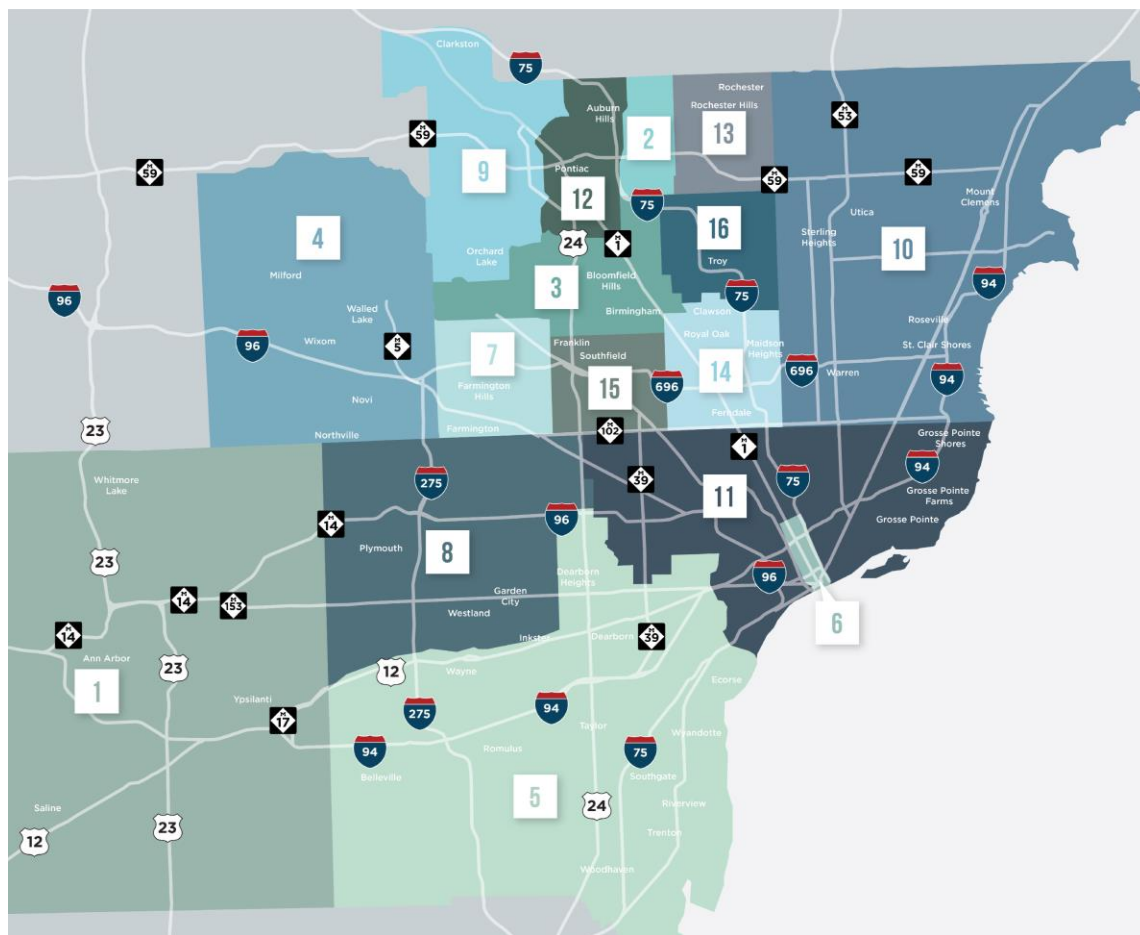 Clarkston
75
Auburn
Hills
2
Rochester
Rochester Hills
13
M
53
M
59
M
59
9
Pontiac
12
M
59
M
59
Mount
Clemens
75
16
Utica
Sterling
Heights
10
4
24
M
1
Orchard
Lake
Bloomfield
Hills
Troy
Milford
3
75
94
96
Walled
Lake
Birmingham
Clawson
Roseville
Wixom
96
M
5
7
Franklin
Southfield
Royal Oak
Maidson
Heights
St. Clair Shores
14
696
Warren
94
Farmington
Hills
15
696
Novi
Ferndale
23
Northville
Farmington
M
102
M
1
Grosse Pointe
Shores
94
Whitmore
Lake
275
M
39
75
Grosse Pointe
Farms
11
M
14
96
Grosse Pointe
Plymouth
8
23
Dearborn
Heights
96
M
14
M
153
Garden
City
Westland
6
M
14
Inkster
Dearborn
M
39
Ann Arbor
23
12
Wayne
Ecorse
1
Ypsilanti
M
17
275
94
Taylor
Wyandotte
94
Romulus
75
Belleville
Southgate
5
Saline
24
Riverview
12
23
Trenton
Woodhaven